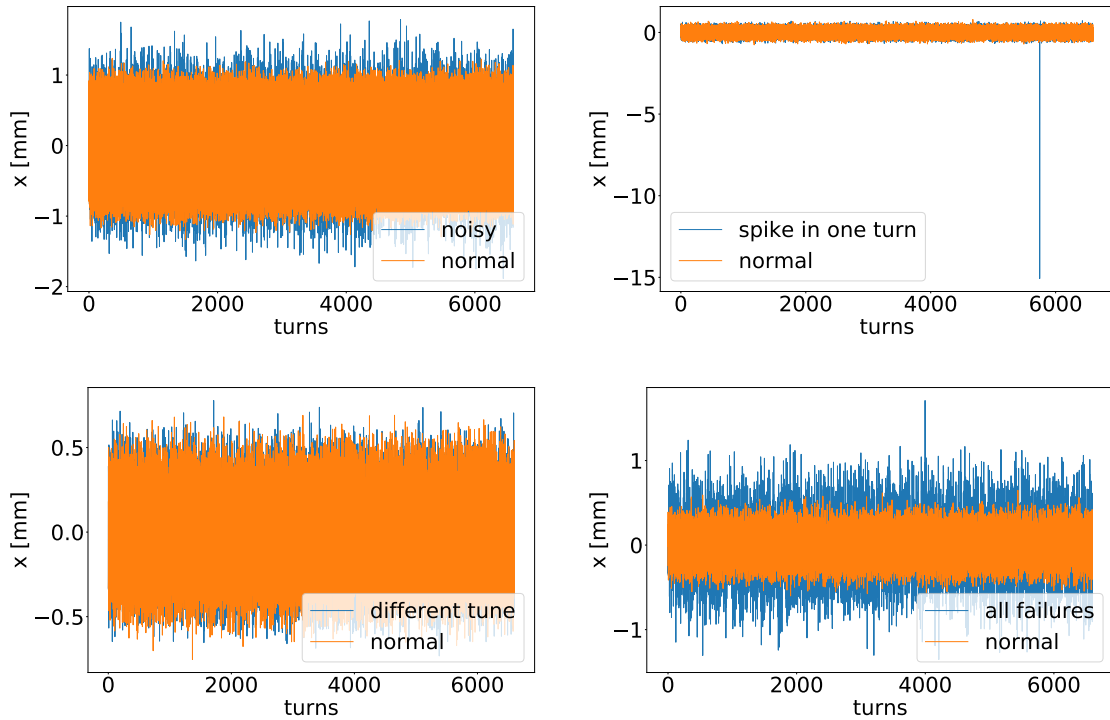 1
0
−1
−2
x [mm]
0
2000
4000
6000
turns
noisy
normal
0
−5
−10
−15
x [mm]
0
2000
4000
6000
turns
spike in one turn
normal
0.5
0.0
−0.5
x [mm]
0
2000
4000
6000
turns
different tune
normal
1
0
−1
x [mm]
0
2000
4000
6000
turns
all failures
normal